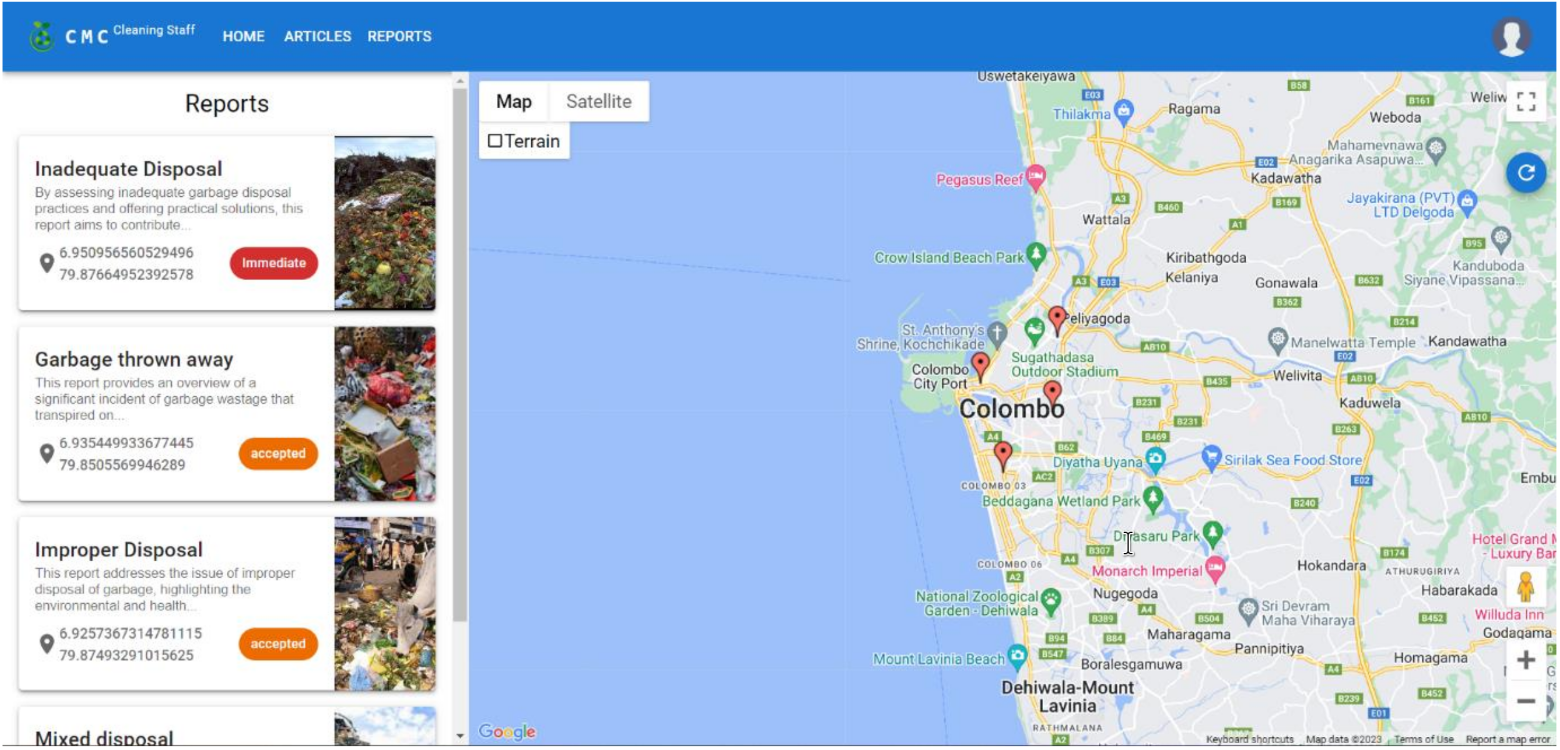 CMC Cleaning Staff
HOME
ARTICLES
REPORTS
Reports
Inadequate Disposal
By assessing inadequate garbage disposal
practices and offering practical solutions, this
report aims to contribute...
6.950956560529496
79.87664952392578
Immediate
Garbage thrown away
This report provides an overview of a
significant incident of garbage wastage that
transpired on...
6.935449933677445
79.8505569946289
accepted
Improper Disposal
This report addresses the issue of improper
disposal of garbage, highlighting the
environmental and health...
6.9257367314781115
79.87493291015625
accepted
Mixed disposal
Map
Satellite
Terrain
Uswetakeiyawa
E03
B58
Thilakma
Ragama
B161
Weliw
Weboda
Mahamevnawa
Anagarika Asapuwa...
E02
Kadawatha
Pegasus Reef
A3
B460
B169
Jayakirana (PVT)
LTD Delgoda
Wattala
A1
B95
Crow Island Beach Park
Kiribathgoda
Kelaniya
Gonawala
B632
Kanduboda
Siyane Vipassana...
A3
E03
B362
Peliyagoda
B214
St. Anthony's
Shrine, Kochchikade
Manelwatta Temple
Kandawatha
AB10
E02
Sugathadasa
Outdoor Stadium
Colombo
City Port
B435
Welivita
AB10
Colombo
B231
Kaduwela
B231
B263
AB10
A4
B62
B469
Diyatha Uyana
Sirilak Sea Food Store
COLOMBO 03
AC2
E02
Embu
Beddagana Wetland Park
B240
Park
Hotel Grand M
- Luxury Bar
B307
A4
B174
COLOMBO 06
Monarch Imperial
Hokandara
ATHURUGIRIYA
A2
Nugegoda
Habarakada
National Zoological
Garden - Dehiwala
A4
Sri Devram
Maha Viharaya
B389
B504
B452
Willuda Inn
B94
B84
Maharagama
Godagama
B547
Pannipitiya
Mount Lavinia Beach
Boralesgamuwa
A4
Homagama
Dehiwala-Mount
Lavinia
B239
B452
E01
RATHMALANA
A2
Google
Keyboard shortcuts
Map data ©2023
Terms of Use
Report a map error